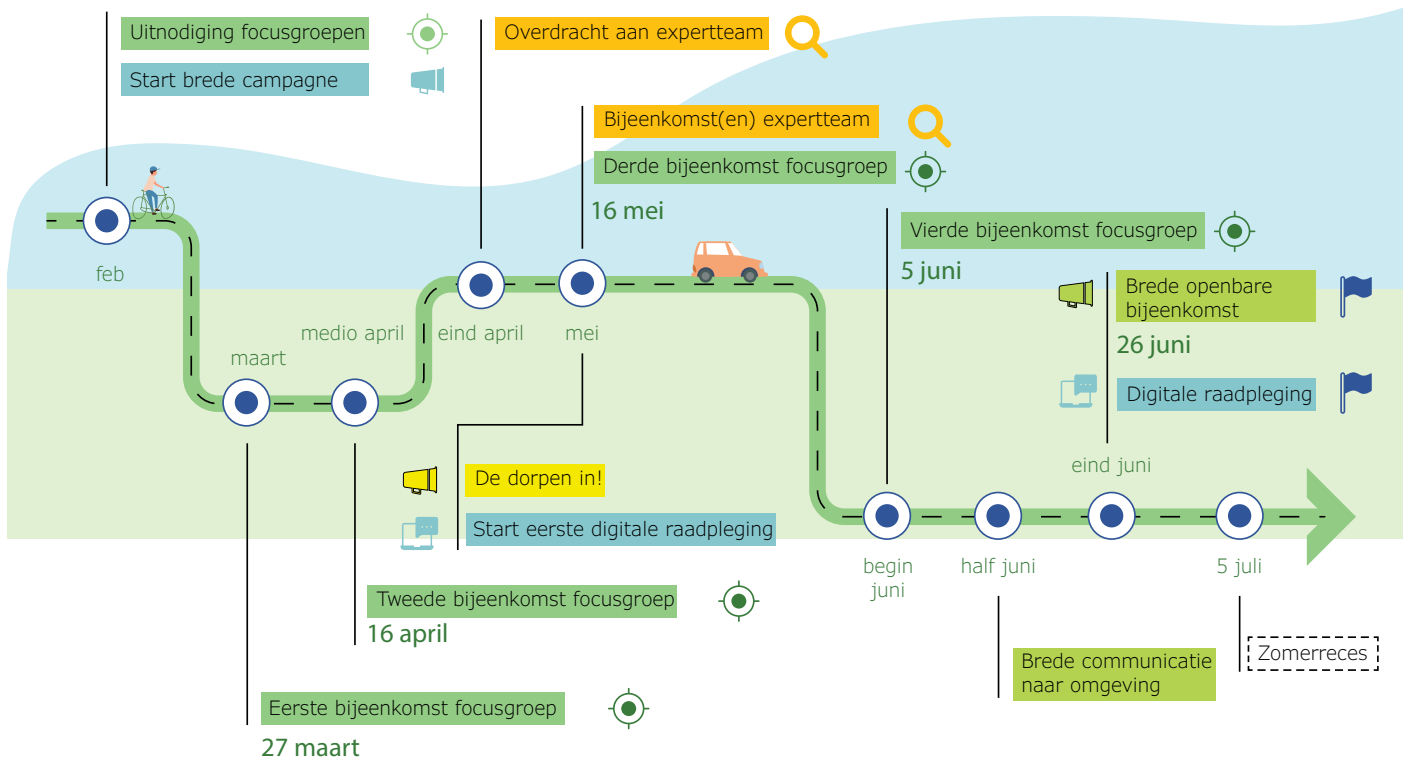 Uitnodiging focusgroepen
Start brede campagne
feb
Overdracht aan expertteam
Bijeenkomst(en) expertteam
Derde bijeenkomst focusgroep
16 mei
Vierde bijeenkomst focusgroep
5 juni
Brede openbare
bijeenkomst
26 juni
Digitale raadpleging
eind juni
medio april
eind april
mei
maart
De dorpen in!
Start eerste digitale raadpleging
begin
juni
half juni
5 juli
Tweede bijeenkomst focusgroep
16 april
Brede communicatie
naar omgeving
Zomerreces
Eerste bijeenkomst focusgroep
27 maart